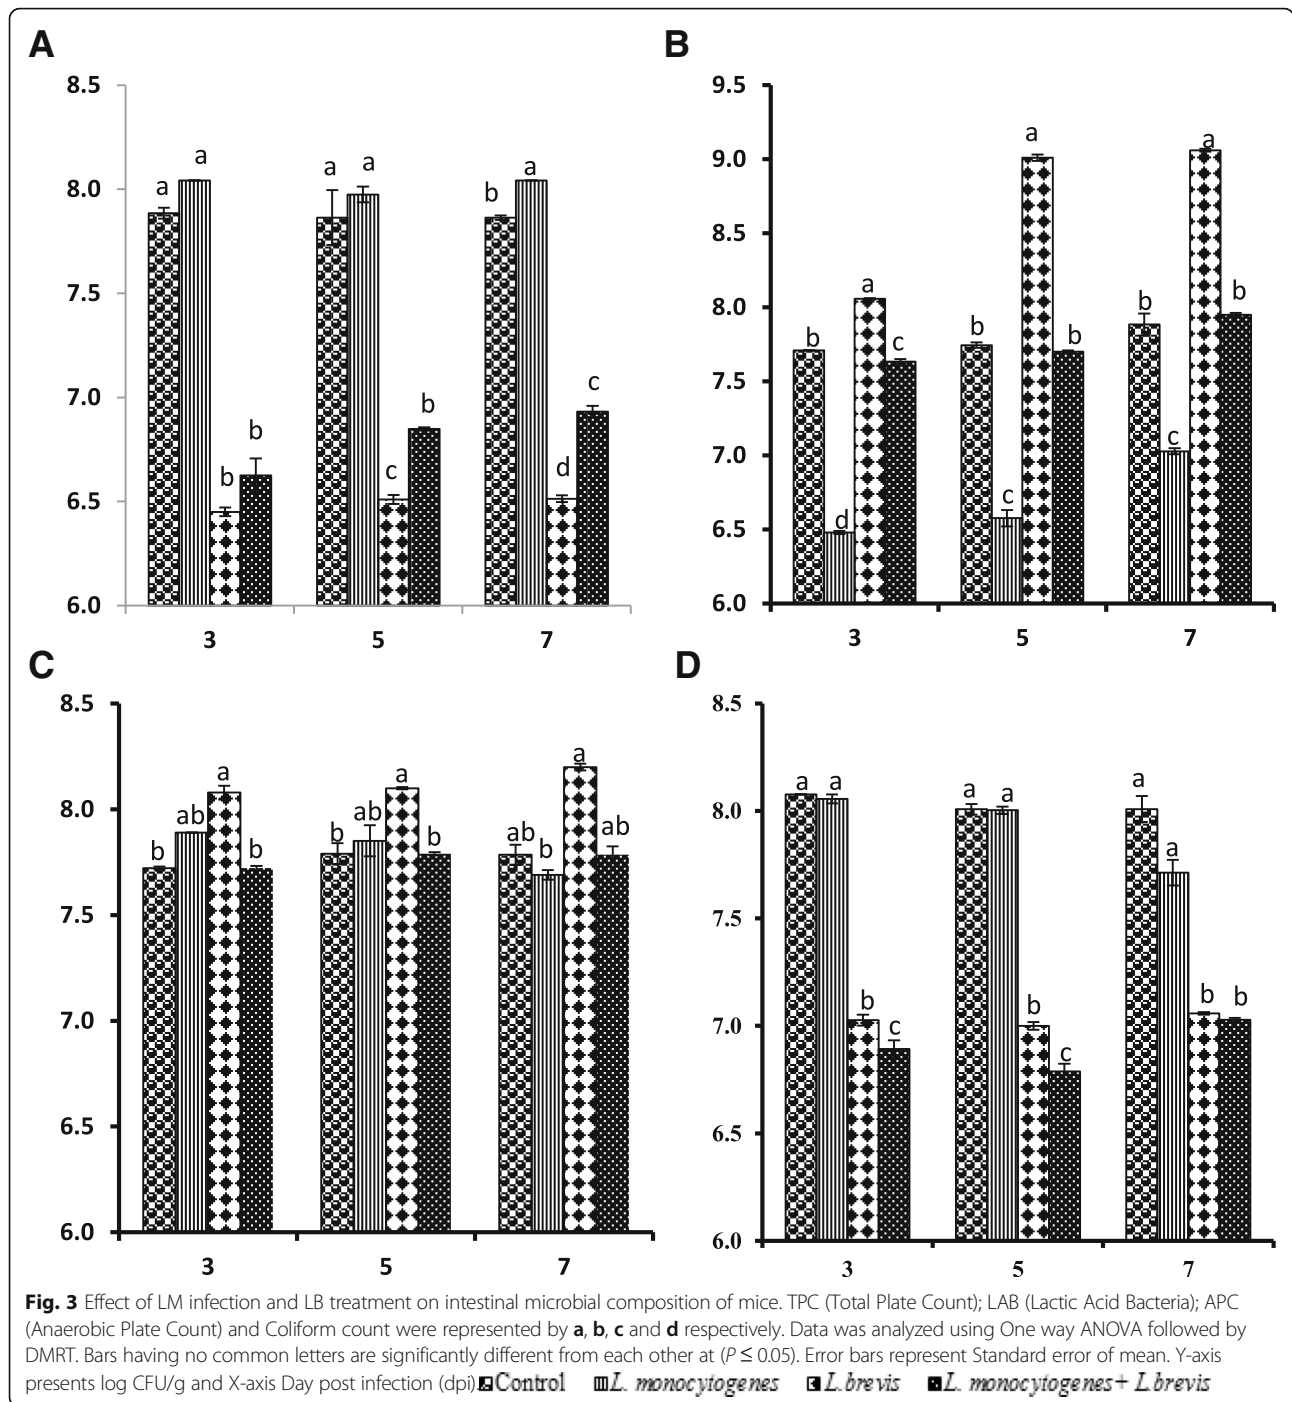 A
8.5
8.0
7.5
7.0
6.5
6.0
a
a
b
b
a
a
c
b
b
a
d
c
3
5
7
B
9.5
9.0
8.5
8.0
7.5
7.0
6.5
6.0
b
d
a
c
b
c
a
b
b
c
a
b
3
5
7
C
8.5
8.0
7.5
7.0
6.5
6.0
b
ab
a
b
b
ab
a
b
ab
b
a
ab
3
5
7
D
8.5
8.0
7.5
7.0
6.5
6.0
a
a
b
c
a
a
b
c
a
a
b
b
3
5
7
Fig. 3 Effect of LM infection and LB treatment on intestinal microbial composition of mice. TPC (Total Plate Count); LAB (Lactic Acid Bacteria); APC
(Anaerobic Plate Count) and Coliform count were represented by a, b, c and d respectively. Data was analyzed using One way ANOVA followed by
DMRT. Bars having no common letters are significantly different from each other at (P ≤ 0.05). Error bars represent Standard error of mean. Y-axis
presents log CFU/g and X-axis Day post infection (dpi). Control L. monocytogenes L.brevis L. monocytogenes+ L.brevis